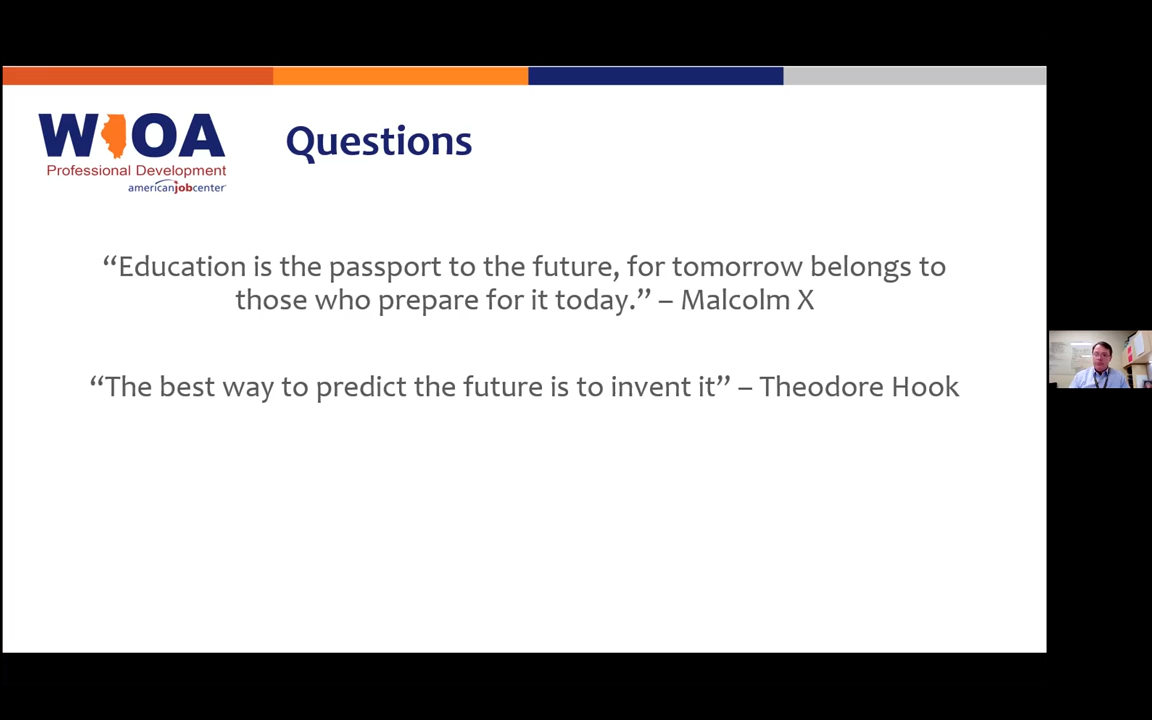 WIOA
Professional Development
americanjobcenter
Questions
“Education is the passport to the future, for tomorrow belongs to
those who prepare for it today.” – Malcolm X
“The best way to predict the future is to invent it” – Theodore Hook